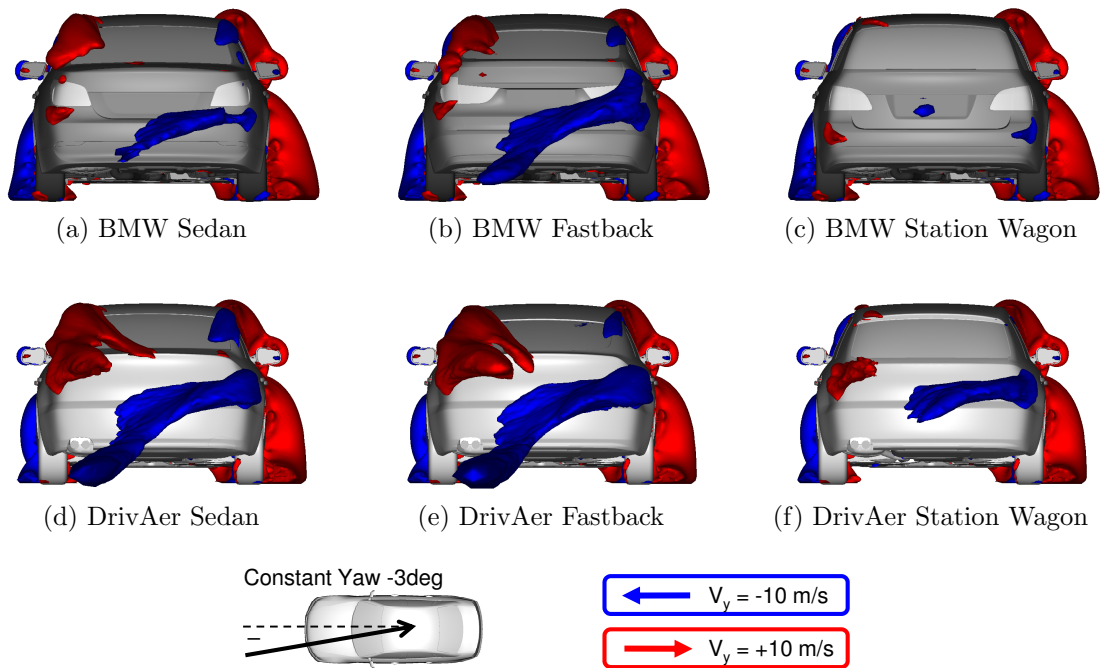 (a) BMW Sedan
(b) BMW Fastback
(c) BMW Station Wagon
(d) DrivAer Sedan
(e) DrivAer Fastback
(f) DrivAer Station Wagon
Constant Yaw -3deg
–
V_y = -10 m/s
V_y = +10 m/s